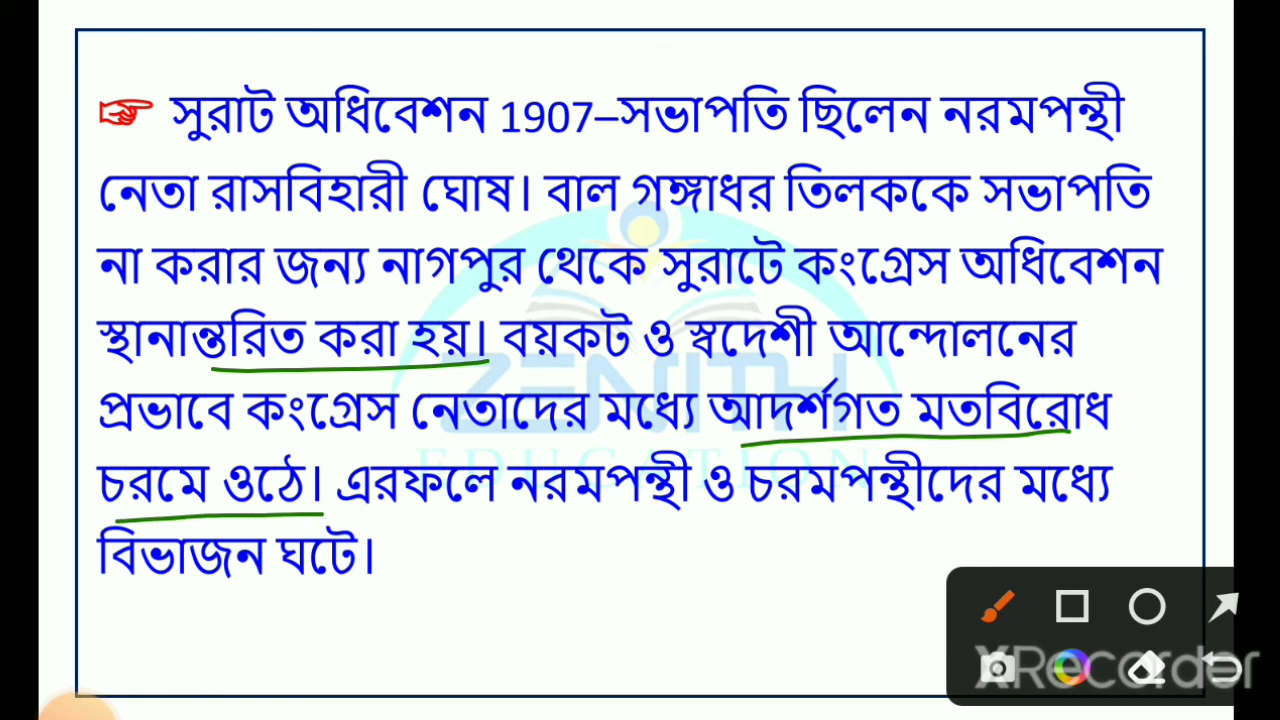 সুরাট অধিবেশন 1907–সভাপতি ছিলেন নরমপন্থী
নেতা রাসবিহারী ঘোষ। বাল গঙ্গাধর তিলককে সভাপতি
না করার জন্য নাগপুর থেকে সুরাটে কংগ্রেস অধিবেশন
স্থানান্তরিত করা হয়। বয়কট ও স্বদেশী আন্দোলনের
প্রভাবে কংগ্রেস নেতাদের মধ্যে আদর্শগত মতবিরোধ
চরমে ওঠে। এরফলে নরমপন্থী ও চরমপন্থীদের মধ্যে
বিভাজন ঘটে।
ZENITH
EDUCATION
XRecorder